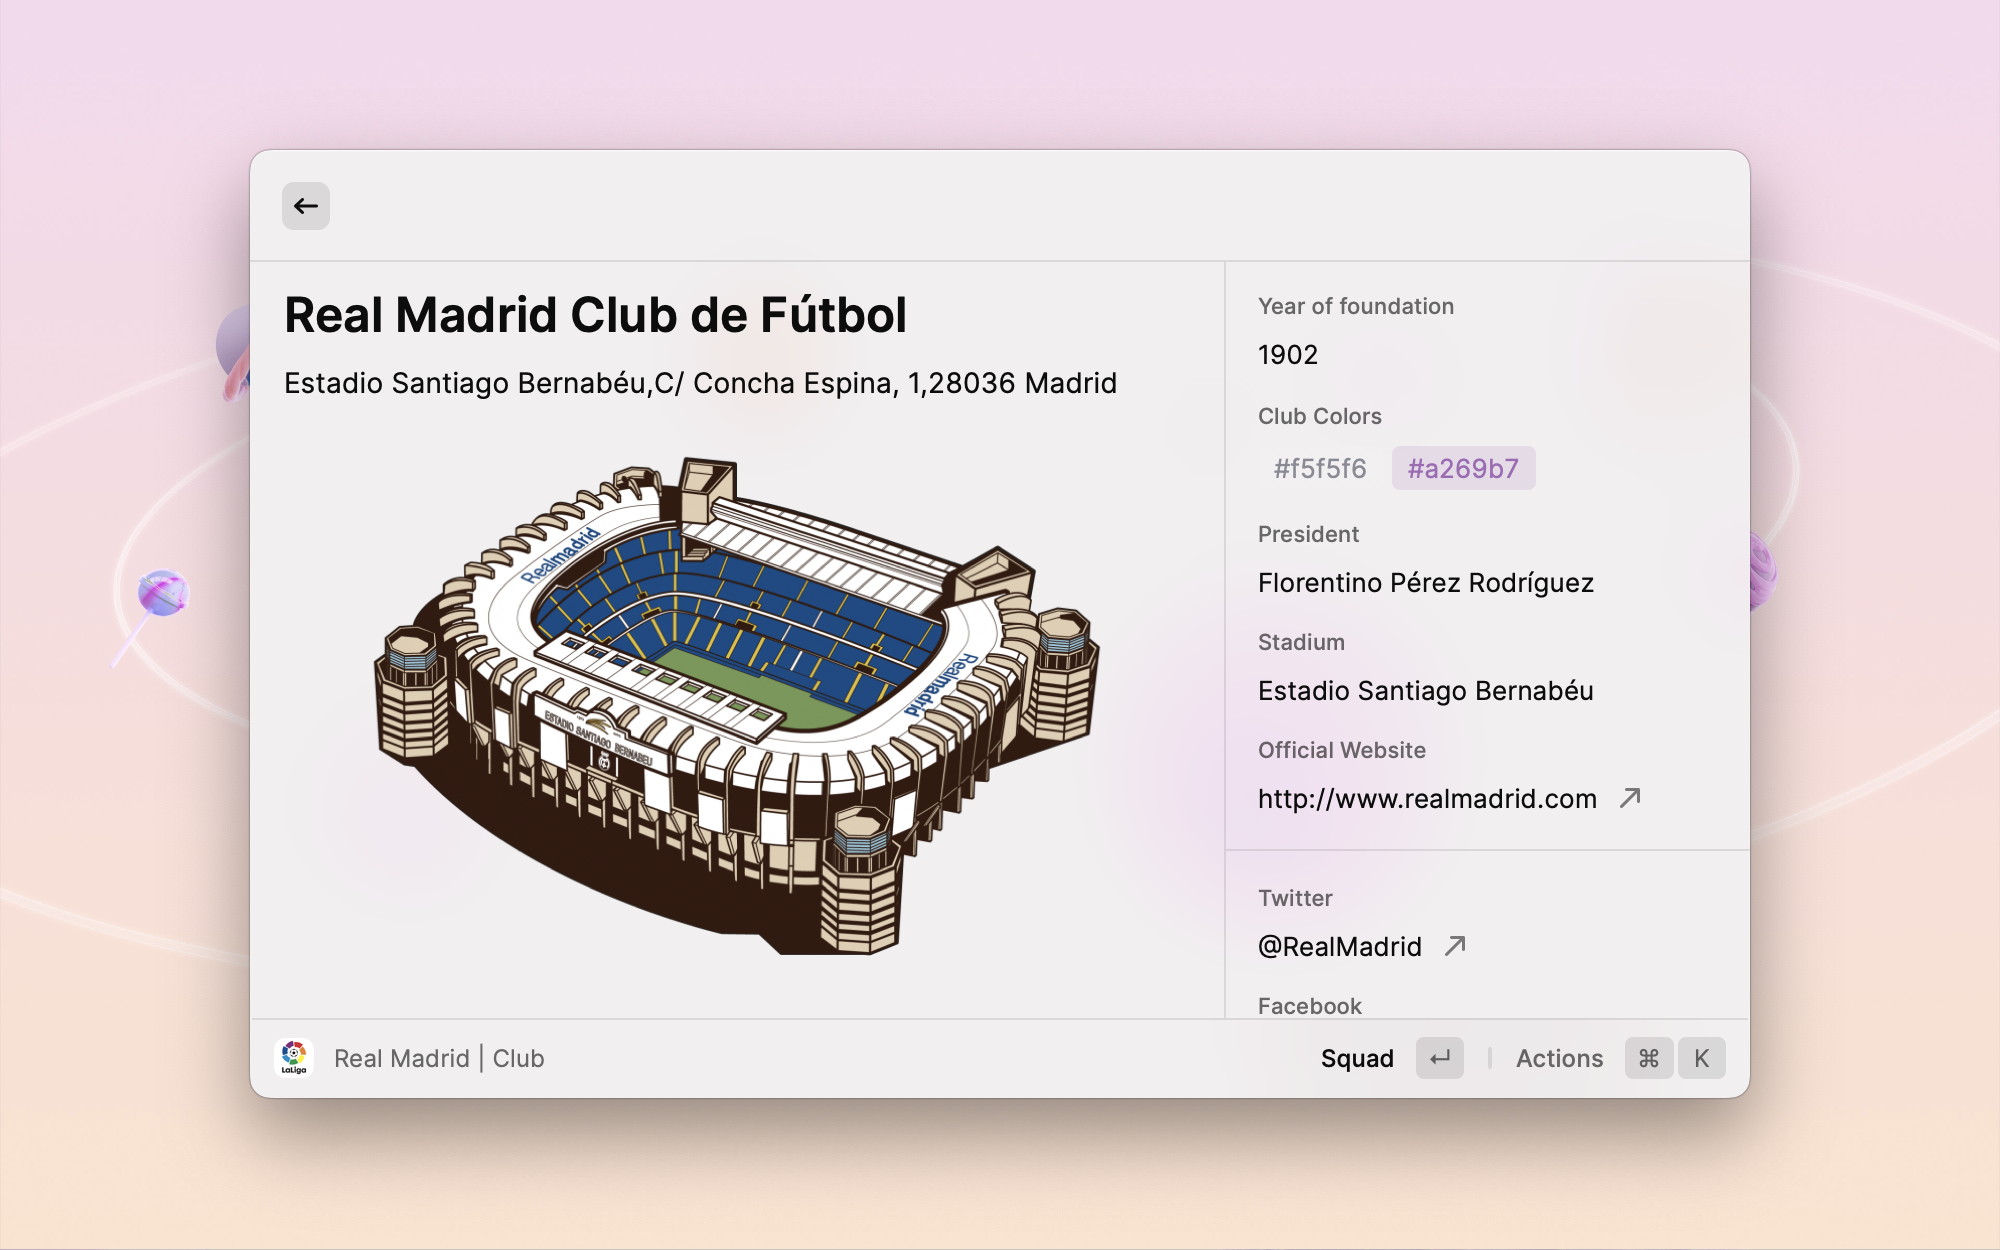 Real Madrid Club de Fútbol
Estadio Santiago Bernabéu,C/ Concha Espina, 1,28036 Madrid
Realmadrid
Realmadrid
ESTADIO SANTIAGO BERNABEU
Year of foundation
1902
Club Colors
#f5f5f6 #a269b7
President
Florentino Pérez Rodríguez
Stadium
Estadio Santiago Bernabéu
Official Website
http://www.realmadrid.com
Twitter
@RealMadrid
Facebook
LaLiga
Real Madrid | Club
Squad Actions ⌘ K